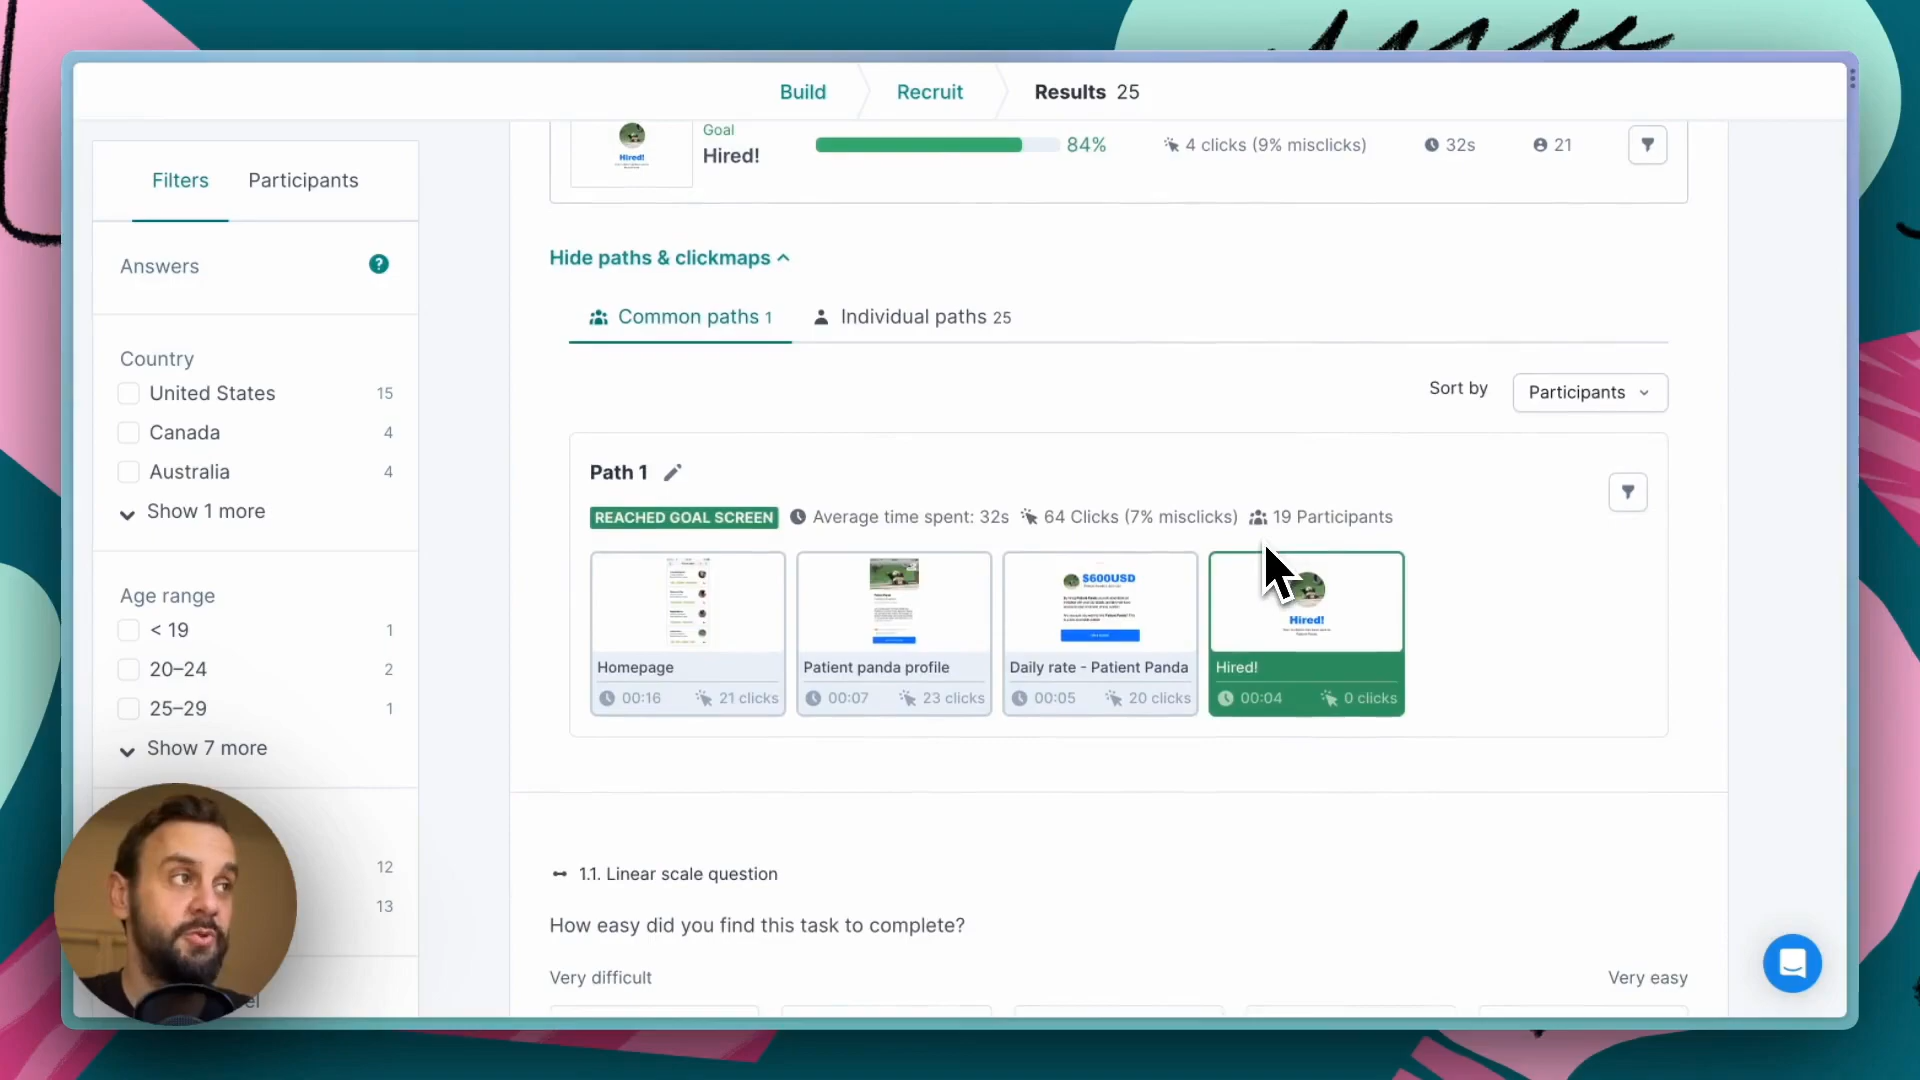 Build
Recruit
Results 25
Filters
Participants
Answers
?
Country
United States 15
Canada 4
Australia 4
Show 1 more
Age range
< 19 1
20–24 2
25–29 1
Show 7 more
12
13
el
Hired!
Goal
Hired!
84%
4 clicks (9% misclicks)
32s
21
Hide paths & clickmaps
Common paths 1
Individual paths 25
Sort by
Participants
Path 1
REACHED GOAL SCREEN
Average time spent: 32s
64 Clicks (7% misclicks)
19 Participants
Homepage
00:16 21 clicks
Patient panda profile
00:07 23 clicks
$600USD
Daily rate - Patient Panda
00:05 20 clicks
Hired!
Hired!
00:04 0 clicks
1.1. Linear scale question
How easy did you find this task to complete?
Very difficult
Very easy